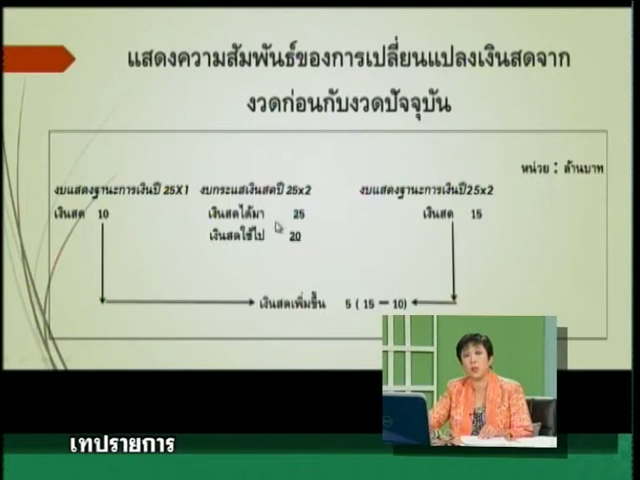 แสดงความสัมพันธ์ของการเปลี่ยนแปลงเงินสดจาก
งวดก่อนกับงวดปัจจุบัน
หน่วย : ล้านบาท
งบแสดงฐานะการเงินปี 25X1 งบกระแสเงินสดปี 25x2 งบแสดงฐานะการเงินปี25x2
เงินสด 10 เงินสดได้มา 25 เงินสด 15
เงินสดใช้ไป 20
เงินสดเพิ่มขึ้น 5 ( 15 – 10)
เทปรายการ